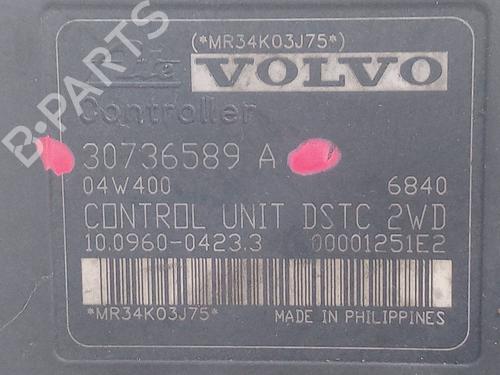 (*MR34K03J75*)
Ate VOLVO
Controller
30736589 A
04W400 6840
CONTROL UNIT DSTC 2WD
10.0960-0423.3 00001251E2
*MR34K03J75* MADE IN PHILIPPINES
B-PARTS